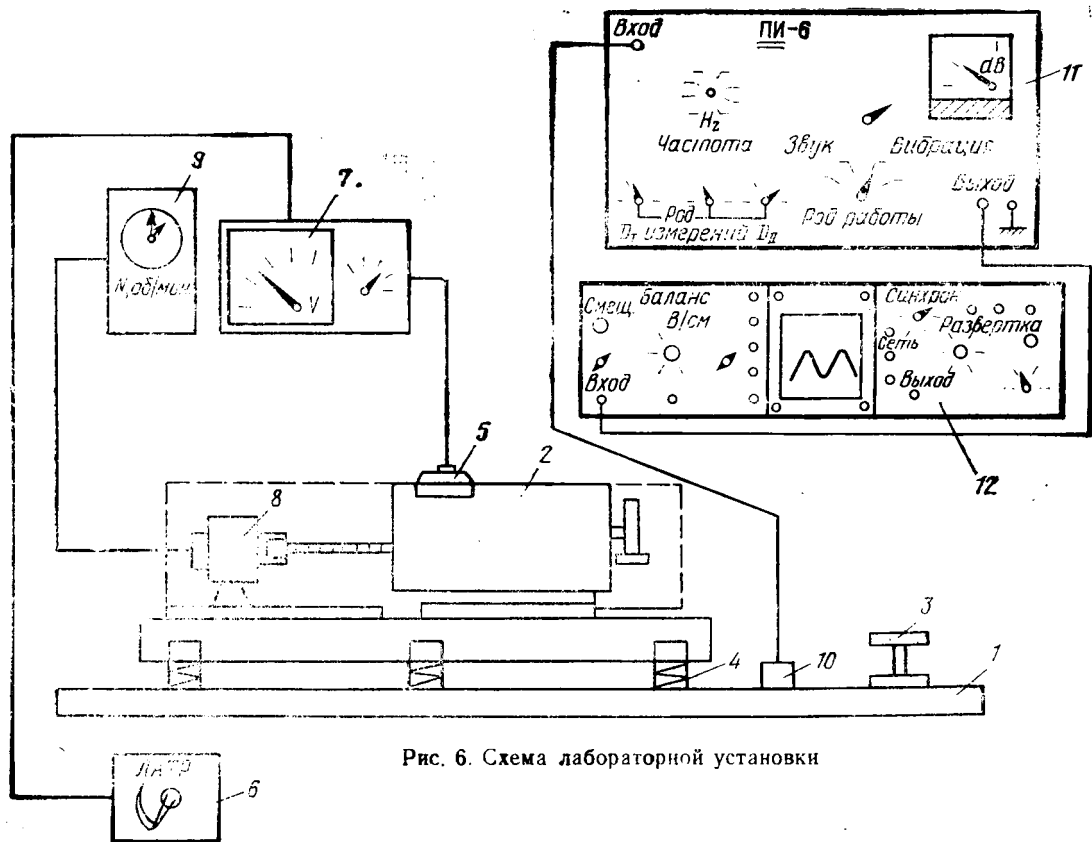 Вход
ПИ-6
dB
11
Hz
Частота
Звук
Вибрация
Выход
Род
Dт измерений Dд
Род работы
9
N, об/мин
7.
V
Смещ. Баланс
В/см
Вход
Синхрон
Развертка
Сеть
Выход
12
5
2
8
3
4
10
1
Рис. 6. Схема лабораторной установки
ЛАТР
6